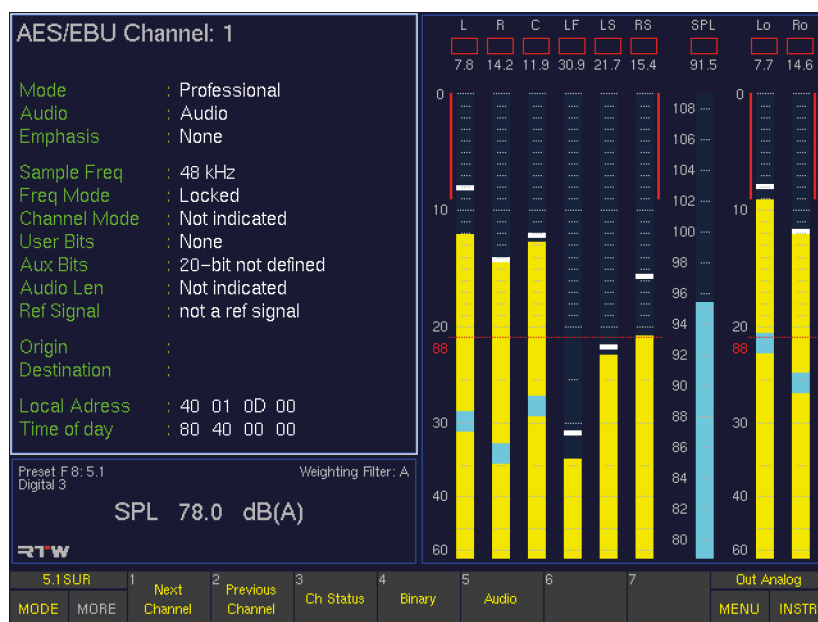 AES/EBU Channel: 1
Mode : Professional
Audio : Audio
Emphasis : None
Sample Freq : 48 kHz
Freq Mode : Locked
Channel Mode : Not indicated
User Bits : None
Aux Bits : 20-bit not defined
Audio Len : Not indicated
Ref Signal : not a ref signal
Origin :
Destination :
Local Adress : 40 01 0D 00
Time of day : 80 40 00 00
Preset F8: 5.1 Weighting Filter: A
Digital 3
SPL 78.0 dB(A)
RTW
L R C LF LS RS SPL Lo Ro
7.8 14.2 11.9 30.9 21.7 15.4 91.5 7.7 14.6
0 10 20 88 30 40 60
108 106 104 102 100 98 96 94 92 90 88 86 84 82 80
0 10 20 88 30 40 60
5.1SUR 1 Next Channel 2 Previous Channel 3 Ch Status 4 Binary 5 Audio 6 7 Out Analog
MODE MORE MENU INSTR